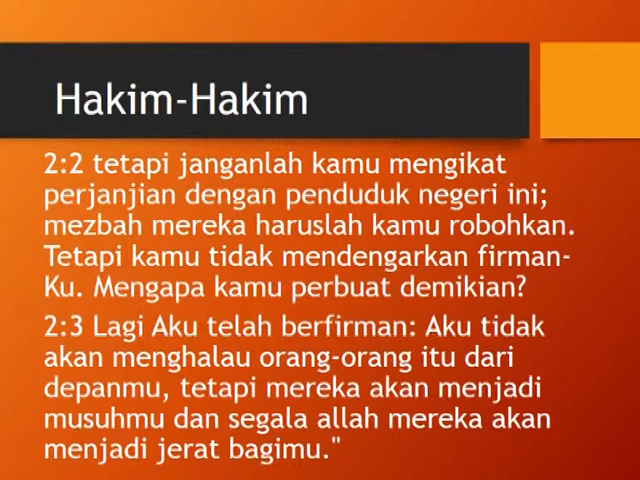 Hakim-Hakim
2:2 tetapi janganlah kamu mengikat
perjanjian dengan penduduk negeri ini;
mezbah mereka haruslah kamu robohkan.
Tetapi kamu tidak mendengarkan firman-
Ku. Mengapa kamu perbuat demikian?
2:3 Lagi Aku telah berfirman: Aku tidak
akan menghalau orang-orang itu dari
depanmu, tetapi mereka akan menjadi
musuhmu dan segala allah mereka akan
menjadi jerat bagimu."